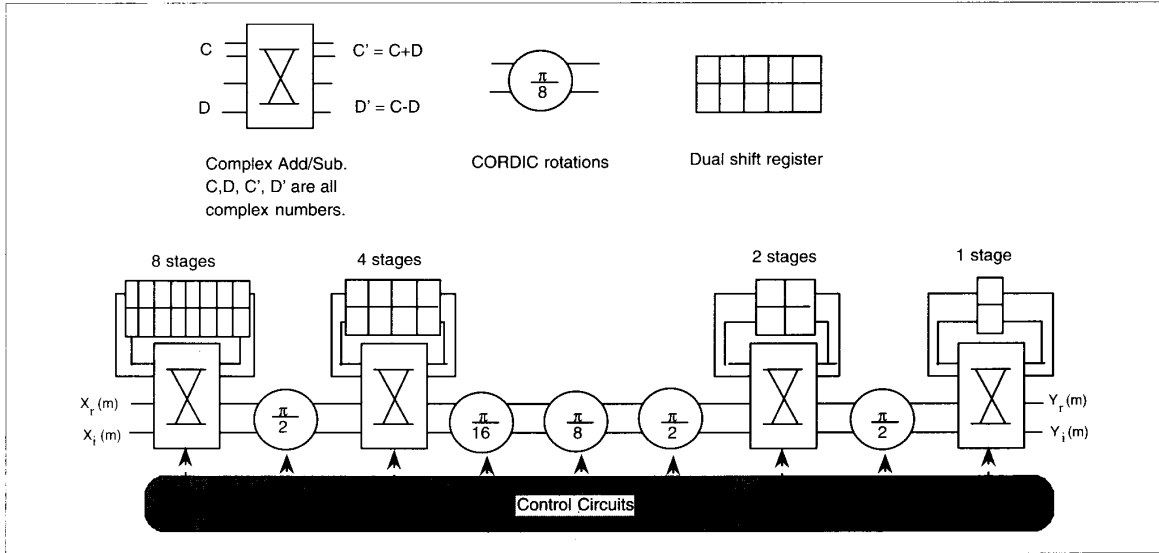 C
C' = C+D
D
D' = C-D
Complex Add/Sub.
C,D, C', D' are all
complex numbers.
π
8
CORDIC rotations
Dual shift register
8 stages
4 stages
2 stages
1 stage
X_r (m)
X_i (m)
π
2
π
16
π
8
π
2
π
2
Y_r (m)
Y_i (m)
Control Circuits